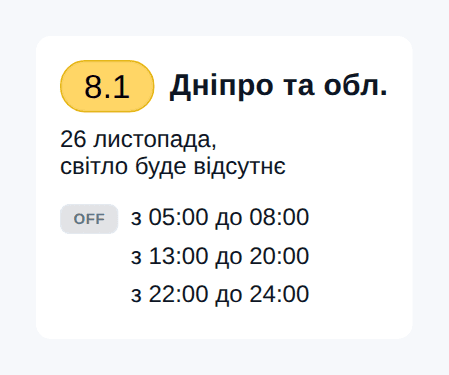 8.1 Дніпро та обл.
26 листопада,
світло буде відсутнє
OFF з 05:00 до 08:00
з 13:00 до 20:00
з 22:00 до 24:00